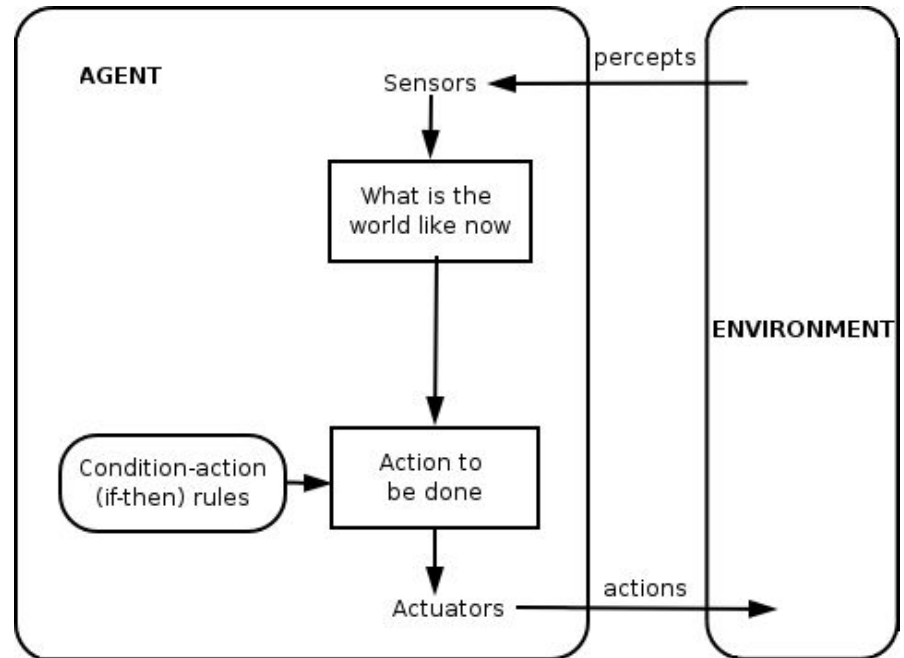 AGENT
percepts
Sensors
What is the
world like now
ENVIRONMENT
Condition-action
(if-then) rules
Action to
be done
actions
Actuators